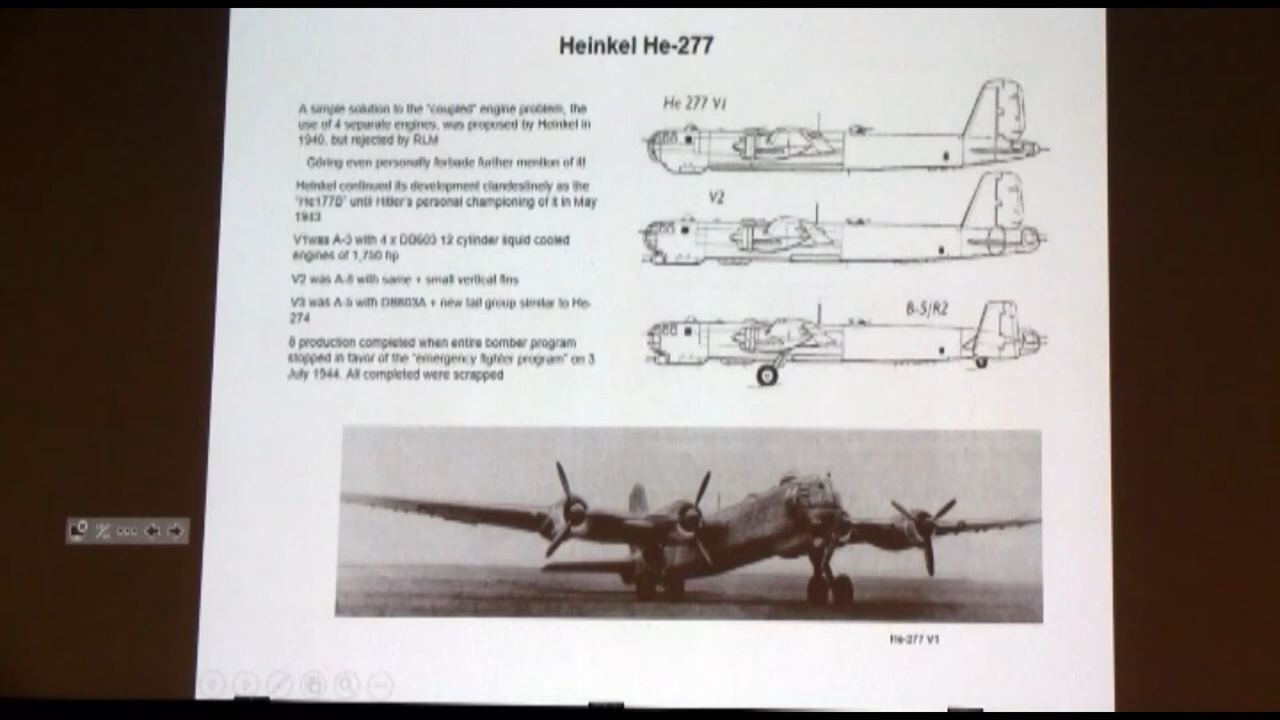 Heinkel He-277
A simple solution to the "coupled" engine problem, the
use of 4 separate engines, was proposed by Heinkel in
1940, but rejected by RLM
Göring even personally forbade further mention of it!
Heinkel continued its development clandestinely as the
"He177B" until Hitler's personal championing of it in May
1943
V1was A-3 with 4 x DB603 12 cylinder liquid cooled
engines of 1,750 hp
V2 was A-5 with same + small vertical fins
V3 was A-5 with DB603A + new tail group similar to He-
274
8 production completed when entire bomber program
stopped in favor of the "emergency fighter program" on 3
July 1944. All completed were scrapped
He 277 V1
V2
B-5/R2
He-277 V1